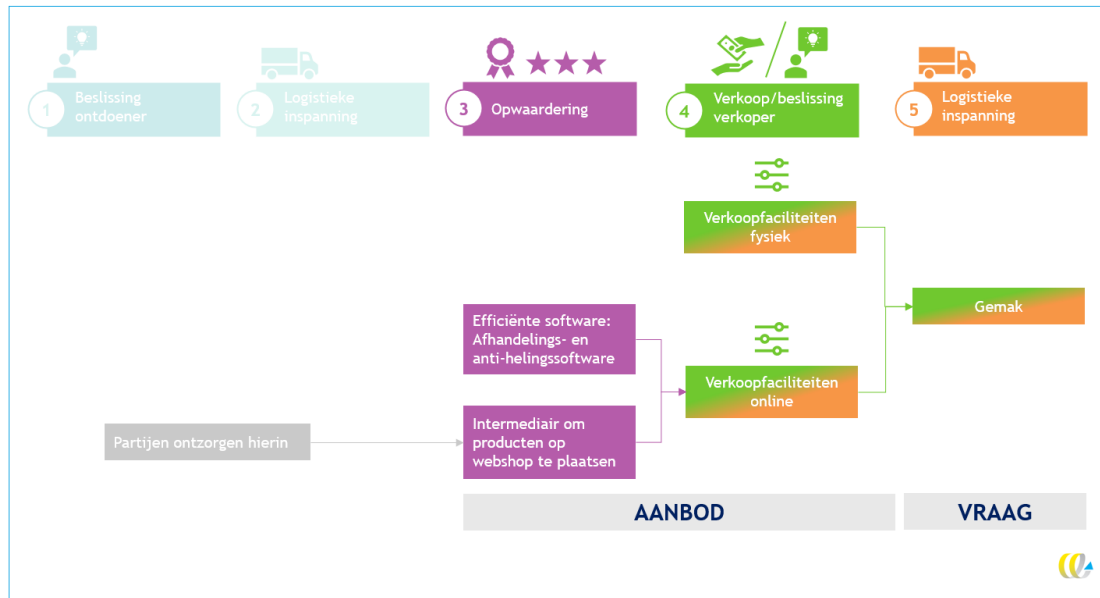 1
Beslissing
ontdoener
2
Logistieke
inspanning
3
Opwaardering
4
Verkoop/beslissing
verkoper
5
Logistieke
inspanning
Verkoopfaciliteiten
fysiek
Gemak
Efficiënte software:
Afhandelings- en
anti-helingssoftware
Verkoopfaciliteiten
online
Partijen ontzorgen hierin
Intermediair om
producten op
webshop te plaatsen
AANBOD
VRAAG